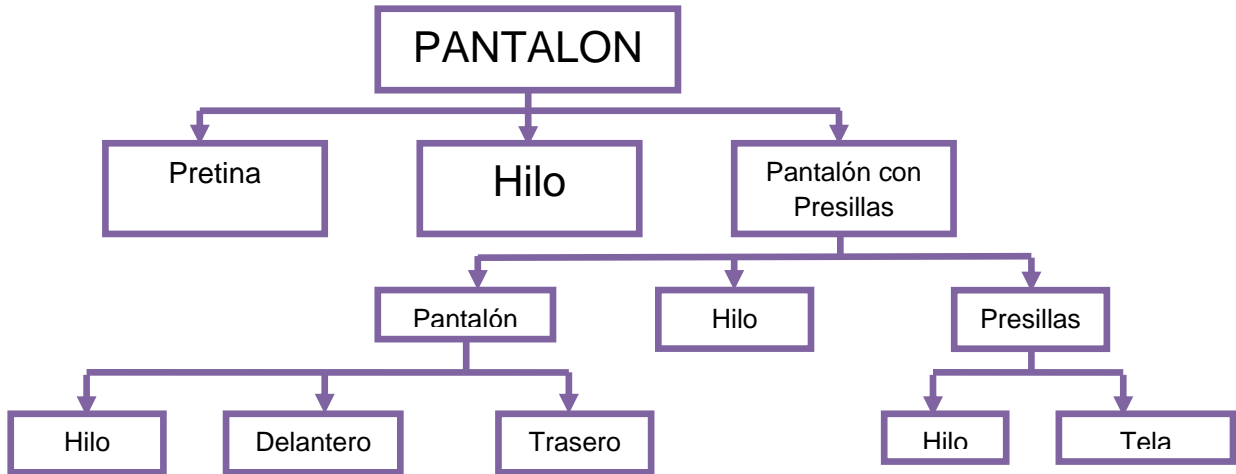 PANTALON
Pretina
Hilo
Pantalón con
Presillas
Pantalón
Hilo
Presillas
Hilo
Delantero
Trasero
Hilo
Tela